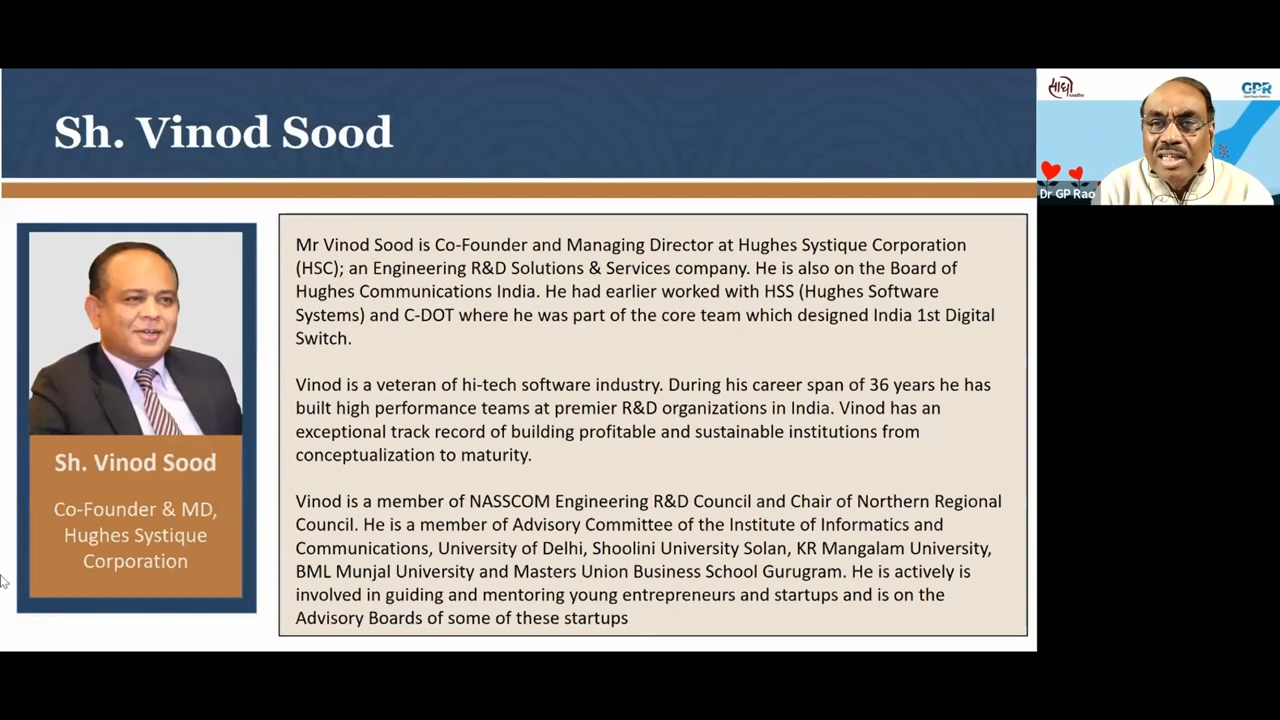 Sh. Vinod Sood
સાધો
GPR
Dr GP Rao
Mr Vinod Sood is Co-Founder and Managing Director at Hughes Systique Corporation
(HSC); an Engineering R&D Solutions & Services company. He is also on the Board of
Hughes Communications India. He had earlier worked with HSS (Hughes Software
Systems) and C-DOT where he was part of the core team which designed India 1st Digital
Switch.
Vinod is a veteran of hi-tech software industry. During his career span of 36 years he has
built high performance teams at premier R&D organizations in India. Vinod has an
exceptional track record of building profitable and sustainable institutions from
conceptualization to maturity.
Vinod is a member of NASSCOM Engineering R&D Council and Chair of Northern Regional
Council. He is a member of Advisory Committee of the Institute of Informatics and
Communications, University of Delhi, Shoolini University Solan, KR Mangalam University,
BML Munjal University and Masters Union Business School Gurugram. He is actively is
involved in guiding and mentoring young entrepreneurs and startups and is on the
Advisory Boards of some of these startups
Sh. Vinod Sood
Co-Founder & MD,
Hughes Systique
Corporation